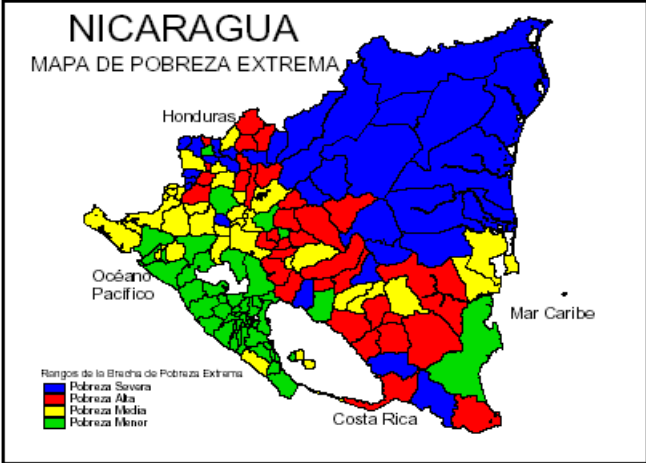 NICARAGUA
MAPA DE POBREZA EXTREMA
Honduras
Océano
Pacífico
Mar Caribe
Rangos de la Brecha de Pobreza Extrema
Pobreza Severa
Pobreza Alta
Pobreza Media
Pobreza Menor
Costa Rica